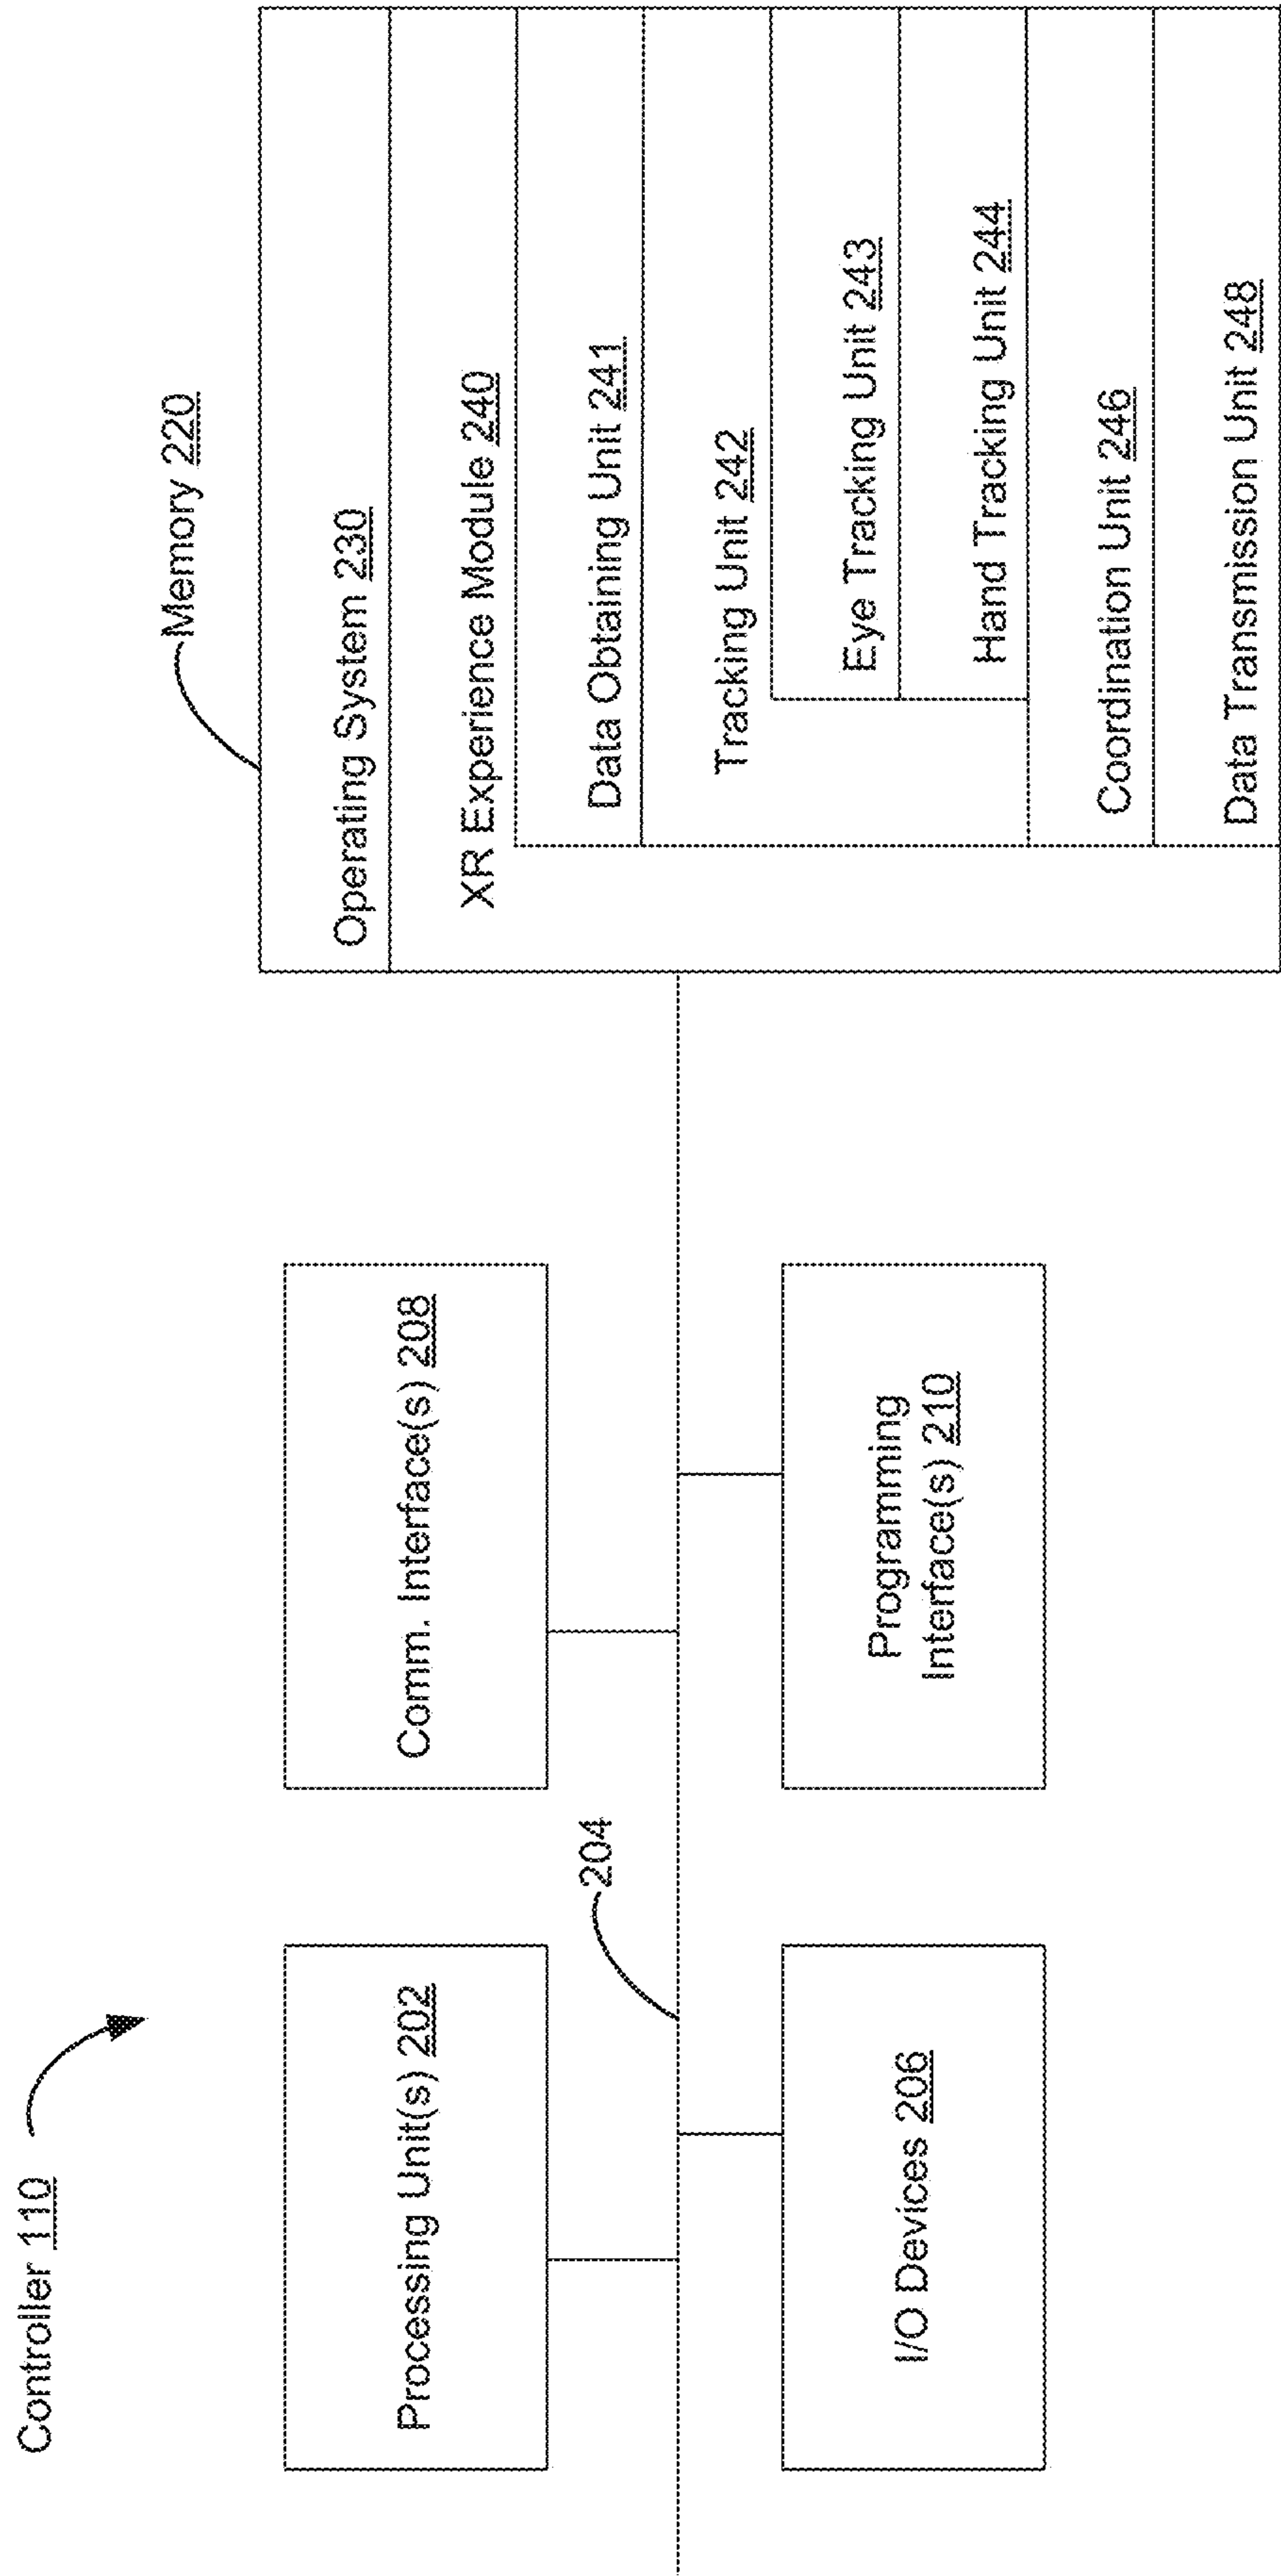 Controller 110
Processing Unit(s) 202
Comm. Interface(s) 208
204
I/O Devices 206
Programming
Interface(s) 210
Memory 220
Operating System 230
XR Experience Module 240
Data Obtaining Unit 241
Tracking Unit 242
Eye Tracking Unit 243
Hand Tracking Unit 244
Coordination Unit 246
Data Transmission Unit 248